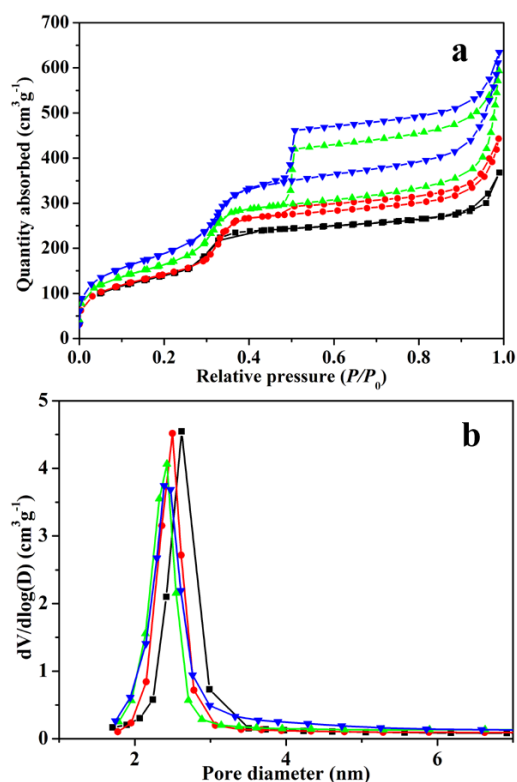 a
700
600
500
400
300
200
100
0
Quantity absorbed (cm³g⁻¹)
0.0 0.2 0.4 0.6 0.8 1.0
Relative pressure (P/P₀)
b
5
4
3
2
1
0
dV/dlog(D) (cm³g⁻¹)
2 4 6
Pore diameter (nm)